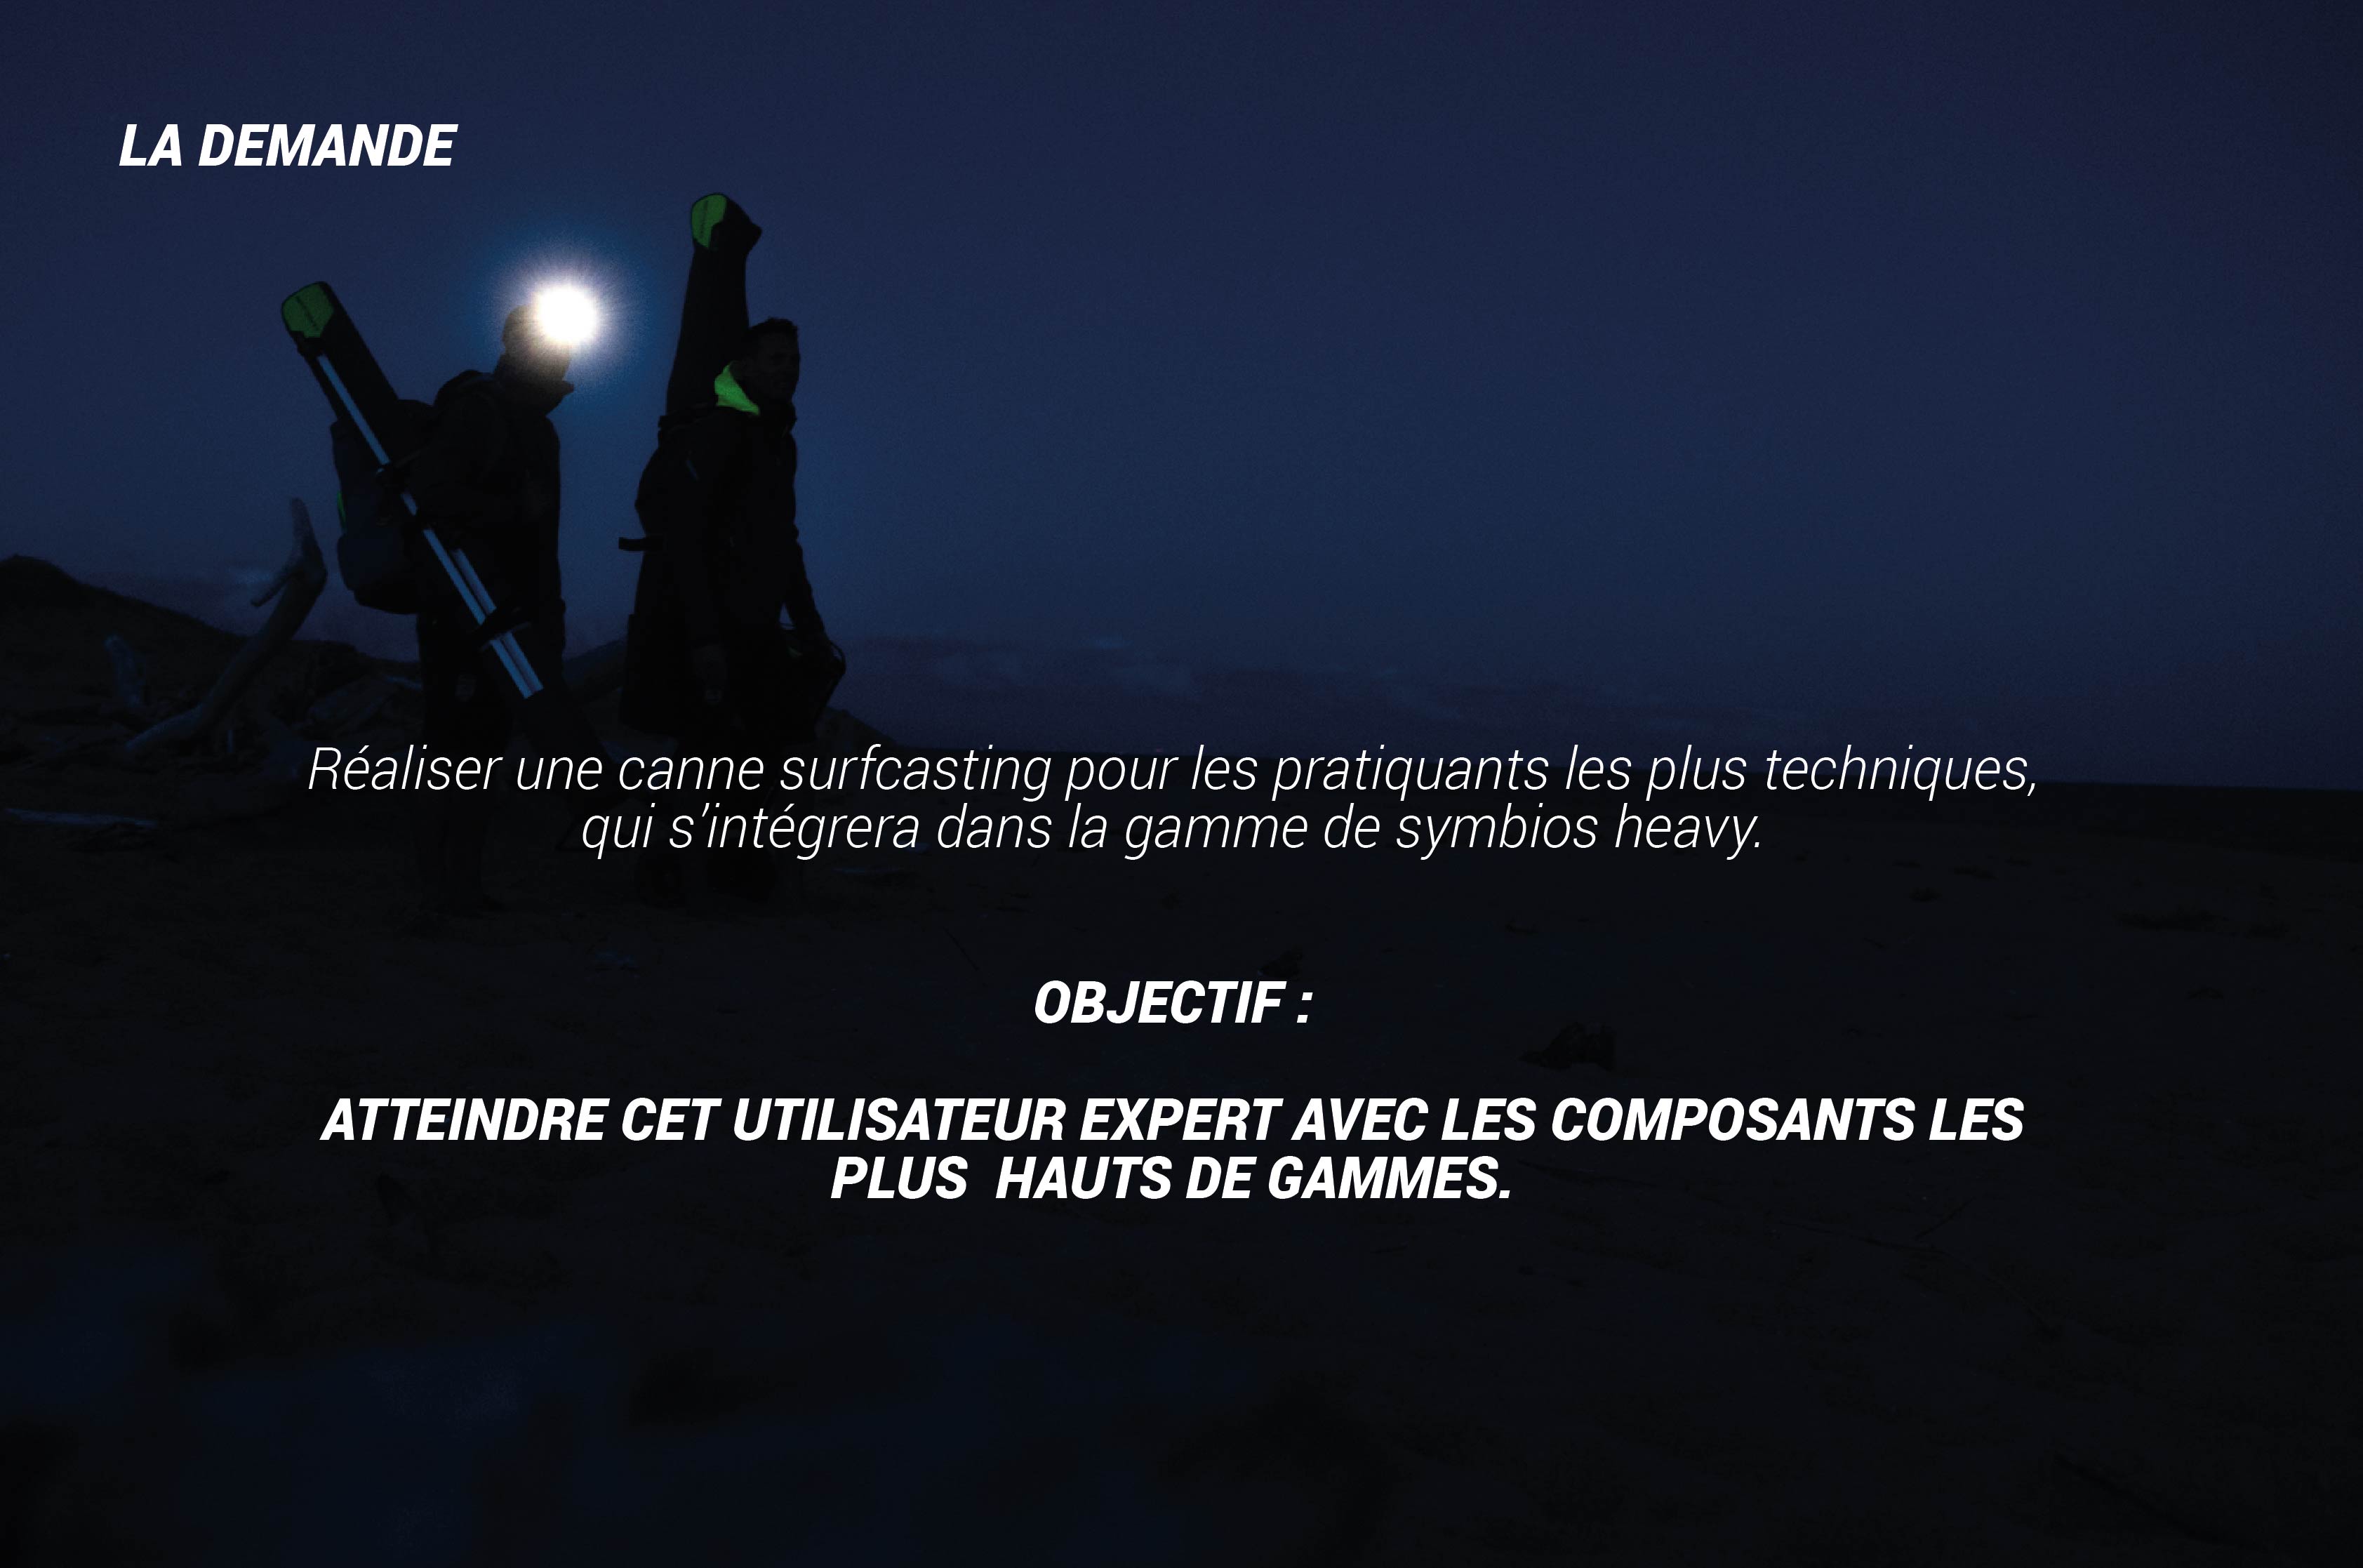 LA DEMANDE
Réaliser une canne surfcasting pour les pratiquants les plus techniques,
qui s’intégrera dans la gamme de symbios heavy.
OBJECTIF :
ATTEINDRE CET UTILISATEUR EXPERT AVEC LES COMPOSANTS LES
PLUS  HAUTS DE GAMMES.